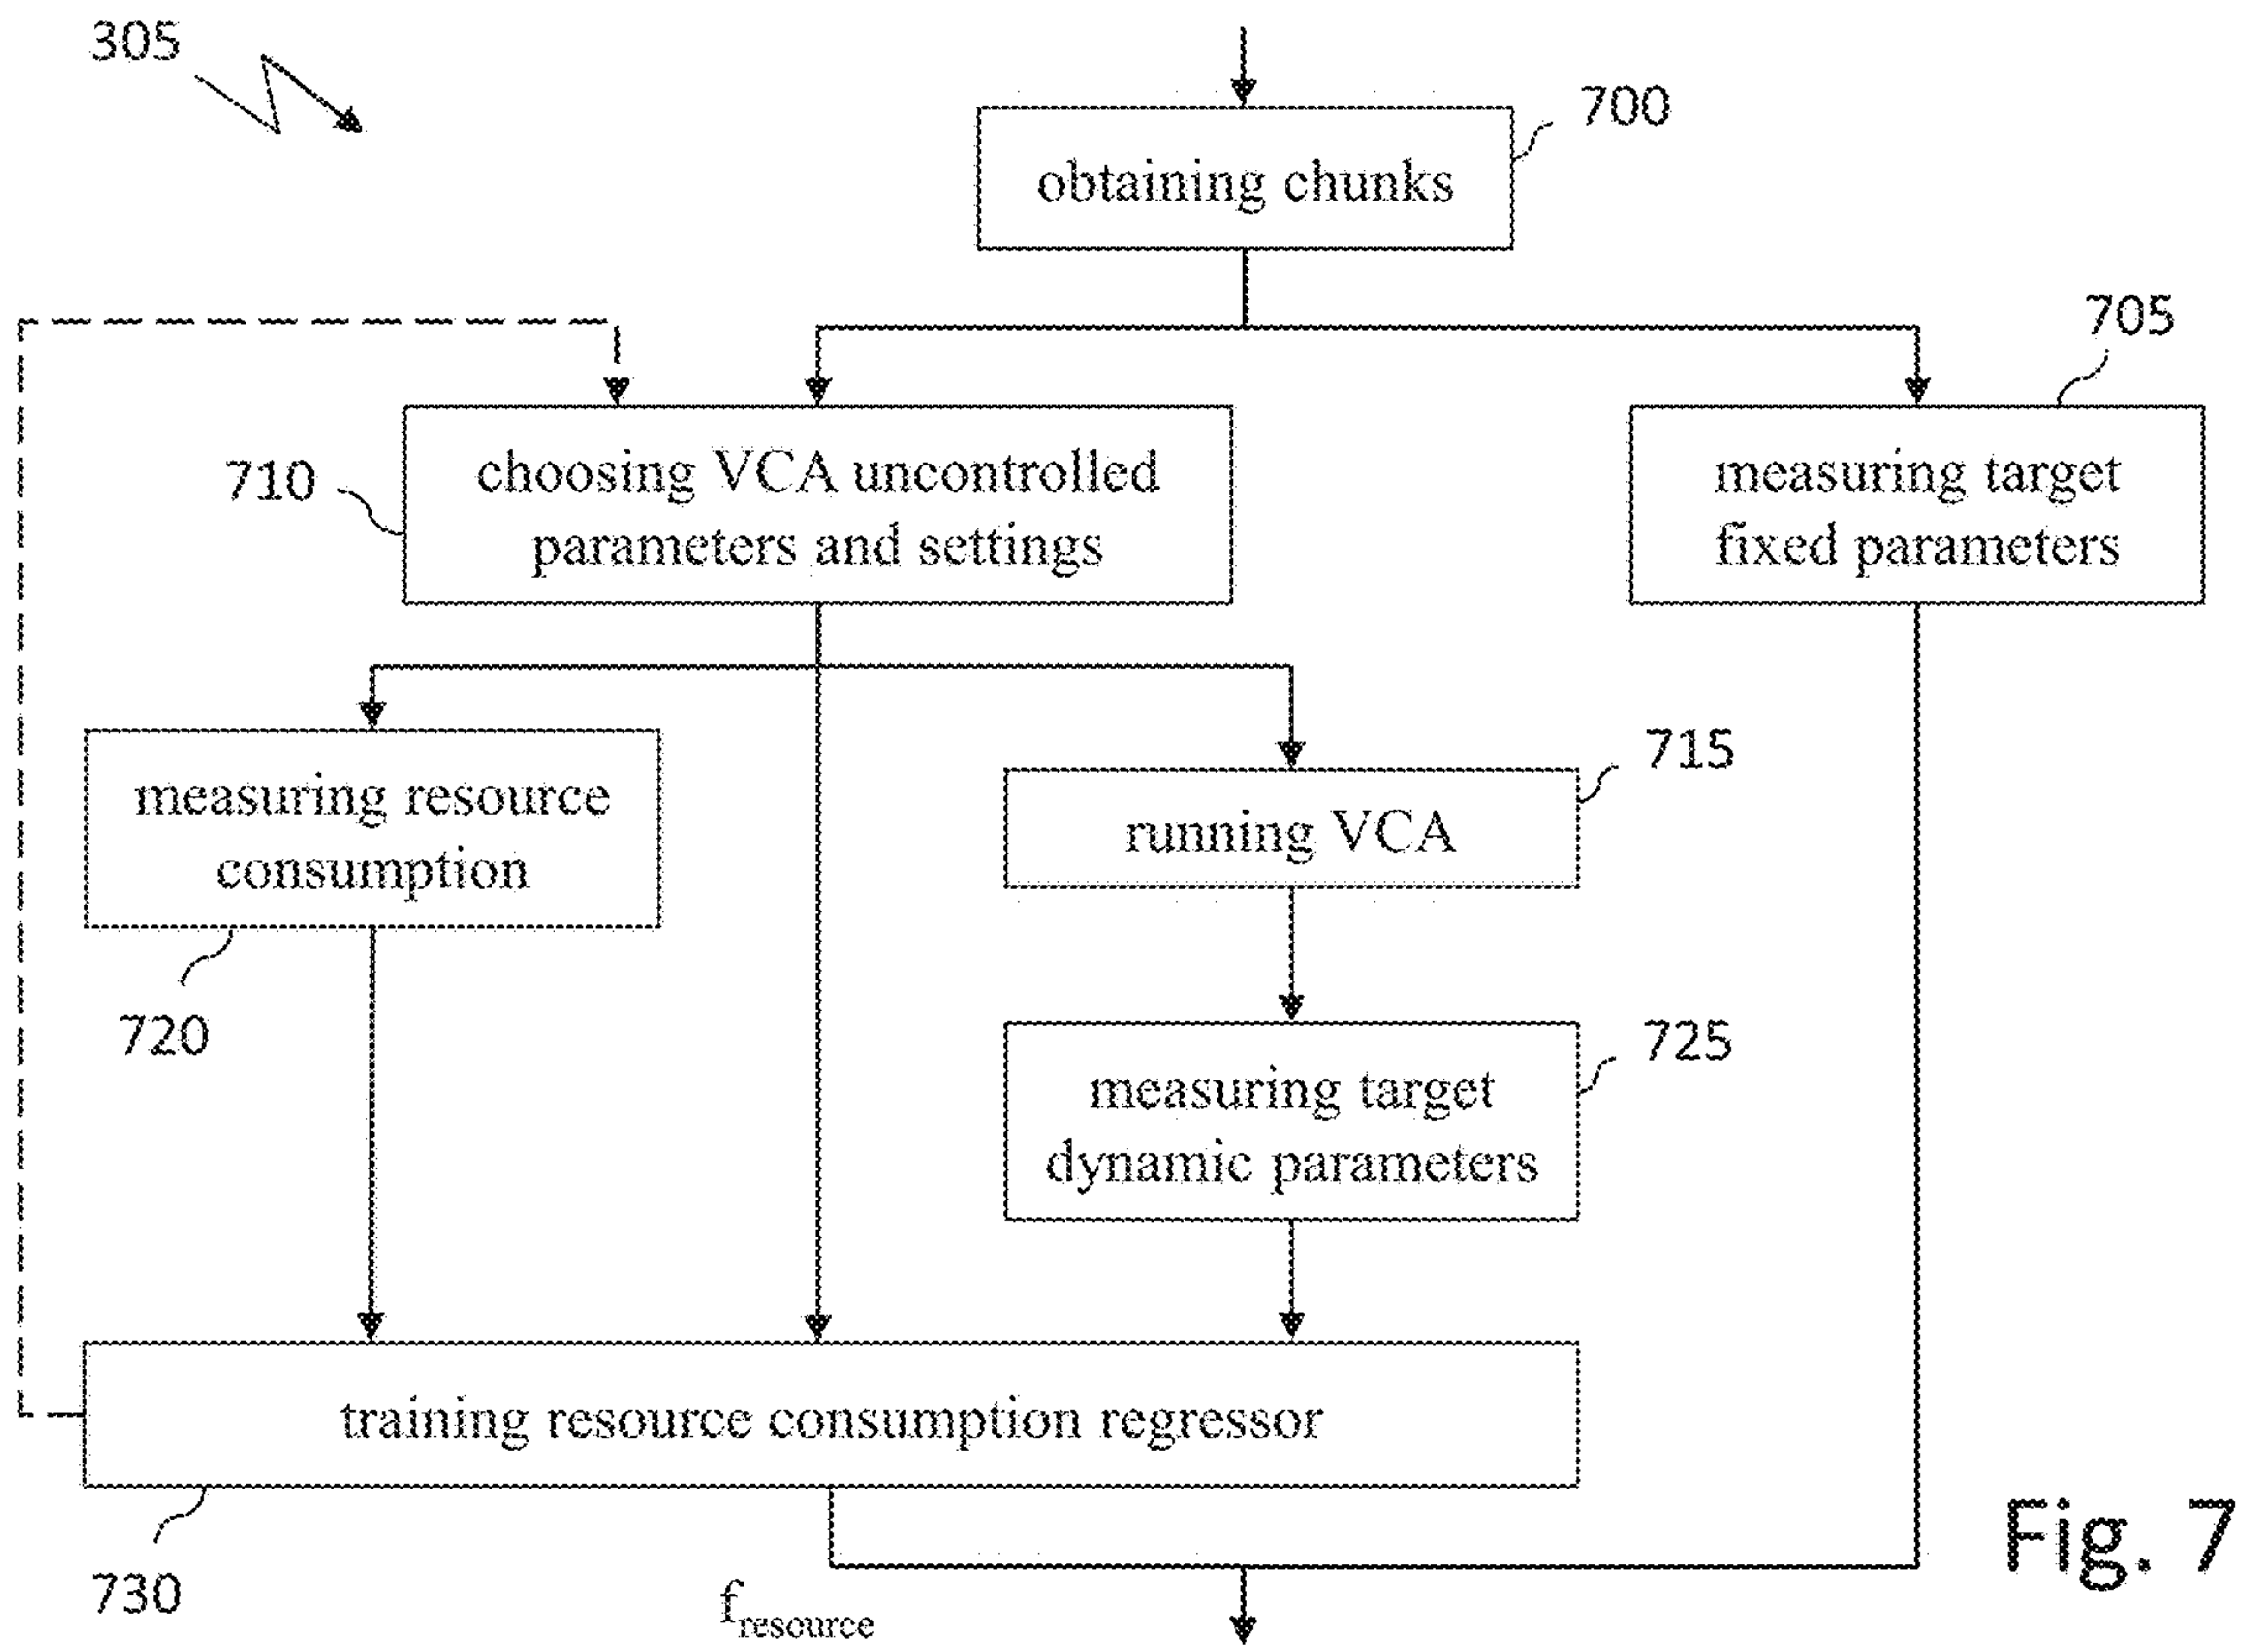 305
700
obtaining chunks
705
710
choosing VCA uncontrolled
parameters and settings
measuring target
fixed parameters
measuring resource
consumption
715
running VCA
720
725
measuring target
dynamic parameters
training resource consumption regressor
730
fresource
Fig. 7